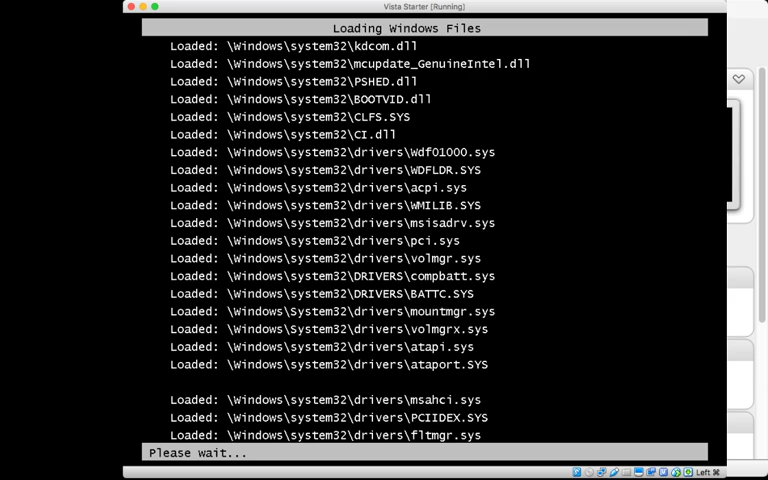 Vista Starter [Running]
Loading Windows Files
Loaded: \Windows\system32\kdcom.dll
Loaded: \Windows\system32\mcupdate_GenuineIntel.dll
Loaded: \Windows\system32\PSHED.dll
Loaded: \Windows\system32\BOOTVID.dll
Loaded: \Windows\system32\CLFS.SYS
Loaded: \Windows\system32\CI.dll
Loaded: \Windows\system32\drivers\Wdf01000.sys
Loaded: \Windows\system32\drivers\WDFLDR.SYS
Loaded: \Windows\system32\drivers\acpi.sys
Loaded: \Windows\system32\drivers\WMILIB.SYS
Loaded: \Windows\system32\drivers\msisadrv.sys
Loaded: \Windows\system32\drivers\pci.sys
Loaded: \Windows\system32\drivers\volmgr.sys
Loaded: \Windows\system32\DRIVERS\compbatt.sys
Loaded: \Windows\system32\DRIVERS\BATTC.SYS
Loaded: \Windows\system32\drivers\mountmgr.sys
Loaded: \Windows\system32\drivers\volmgrx.sys
Loaded: \Windows\system32\drivers\atapi.sys
Loaded: \Windows\system32\drivers\ataport.SYS
Loaded: \Windows\system32\drivers\msahci.sys
Loaded: \Windows\system32\drivers\PCIIDEX.SYS
Loaded: \Windows\system32\drivers\fltmgr.sys
Please wait...
Left ⌘